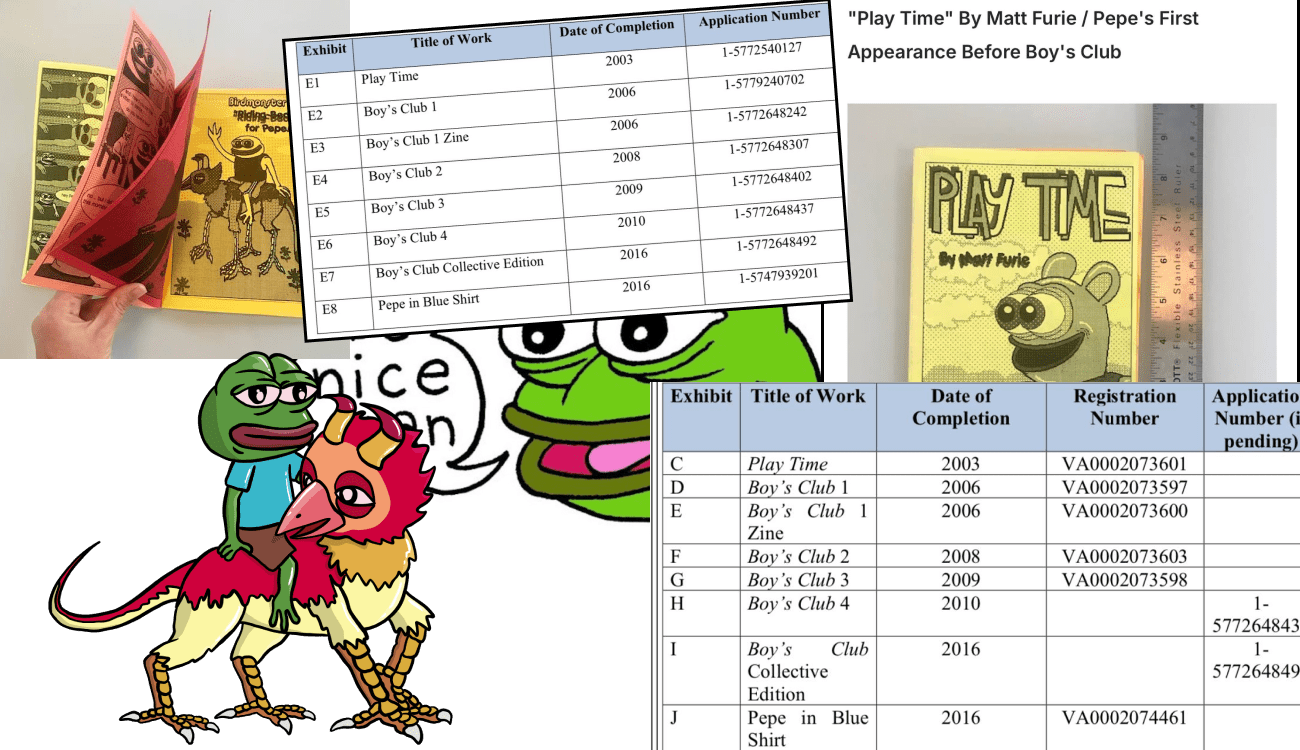 Birdmonster
"Riding
for Pepe.
Exhibit Title of Work Date of Completion Application Number
E1 Play Time 2003 1-5772540127
E2 Boy's Club 1 2006 1-5779240702
E3 Boy's Club 1 Zine 2006 1-5772648242
E4 Boy's Club 2 2008 1-5772648307
E5 Boy's Club 3 2009 1-5772648402
E6 Boy's Club 4 2010 1-5772648437
E7 Boy's Club Collective Edition 2016 1-5772648492
E8 Pepe in Blue Shirt 2016 1-5747939201
"Play Time" By Matt Furie / Pepe's First
Appearance Before Boy's Club
PLAY TIME
By Matt Furie
Flexible Stainless Steel Ruler
nice
Exhibit Title of Work Date of Registration Applicatio
Completion Number Number (i
pending)
C Play Time 2003 VA0002073601
D Boy's Club 1 2006 VA0002073597
E Boy's Club 1 2006 VA0002073600
Zine
F Boy's Club 2 2008 VA0002073603
G Boy's Club 3 2009 VA0002073598
H Boy's Club 4 2010 1-
577264843
I Boy's Club 2016 1-
Collective 577264849
Edition
J Pepe in Blue 2016 VA0002074461
Shirt